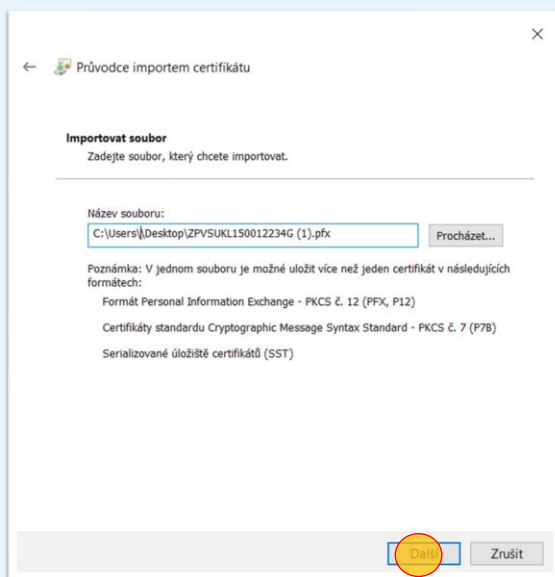 Průvodce importem certifikátu
Importovat soubor
Zadejte soubor, který chcete importovat.
Název souboru:
C:\Users\\Desktop\ZPVSUKL150012234G (1).pfx
Procházet...
Poznámka: V jednom souboru je možné uložit více než jeden certifikát v následujících
formátech:
Formát Personal Information Exchange - PKCS č. 12 (PFX, P12)
Certifikáty standardu Cryptographic Message Syntax Standard - PKCS č. 7 (P7B)
Serializované úložiště certifikátů (SST)
Další
Zrušit